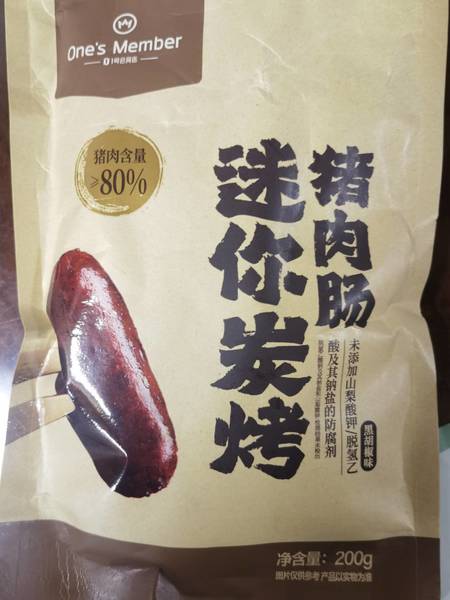 One's Member
1号会员店
猪肉含量
≥80%
猪肉肠
迷你炭烤
未添加山梨酸钾/脱氢乙
酸及其钠盐的防腐剂
黑胡椒味
净含量：200g
图片仅供参考 产品以实物为准